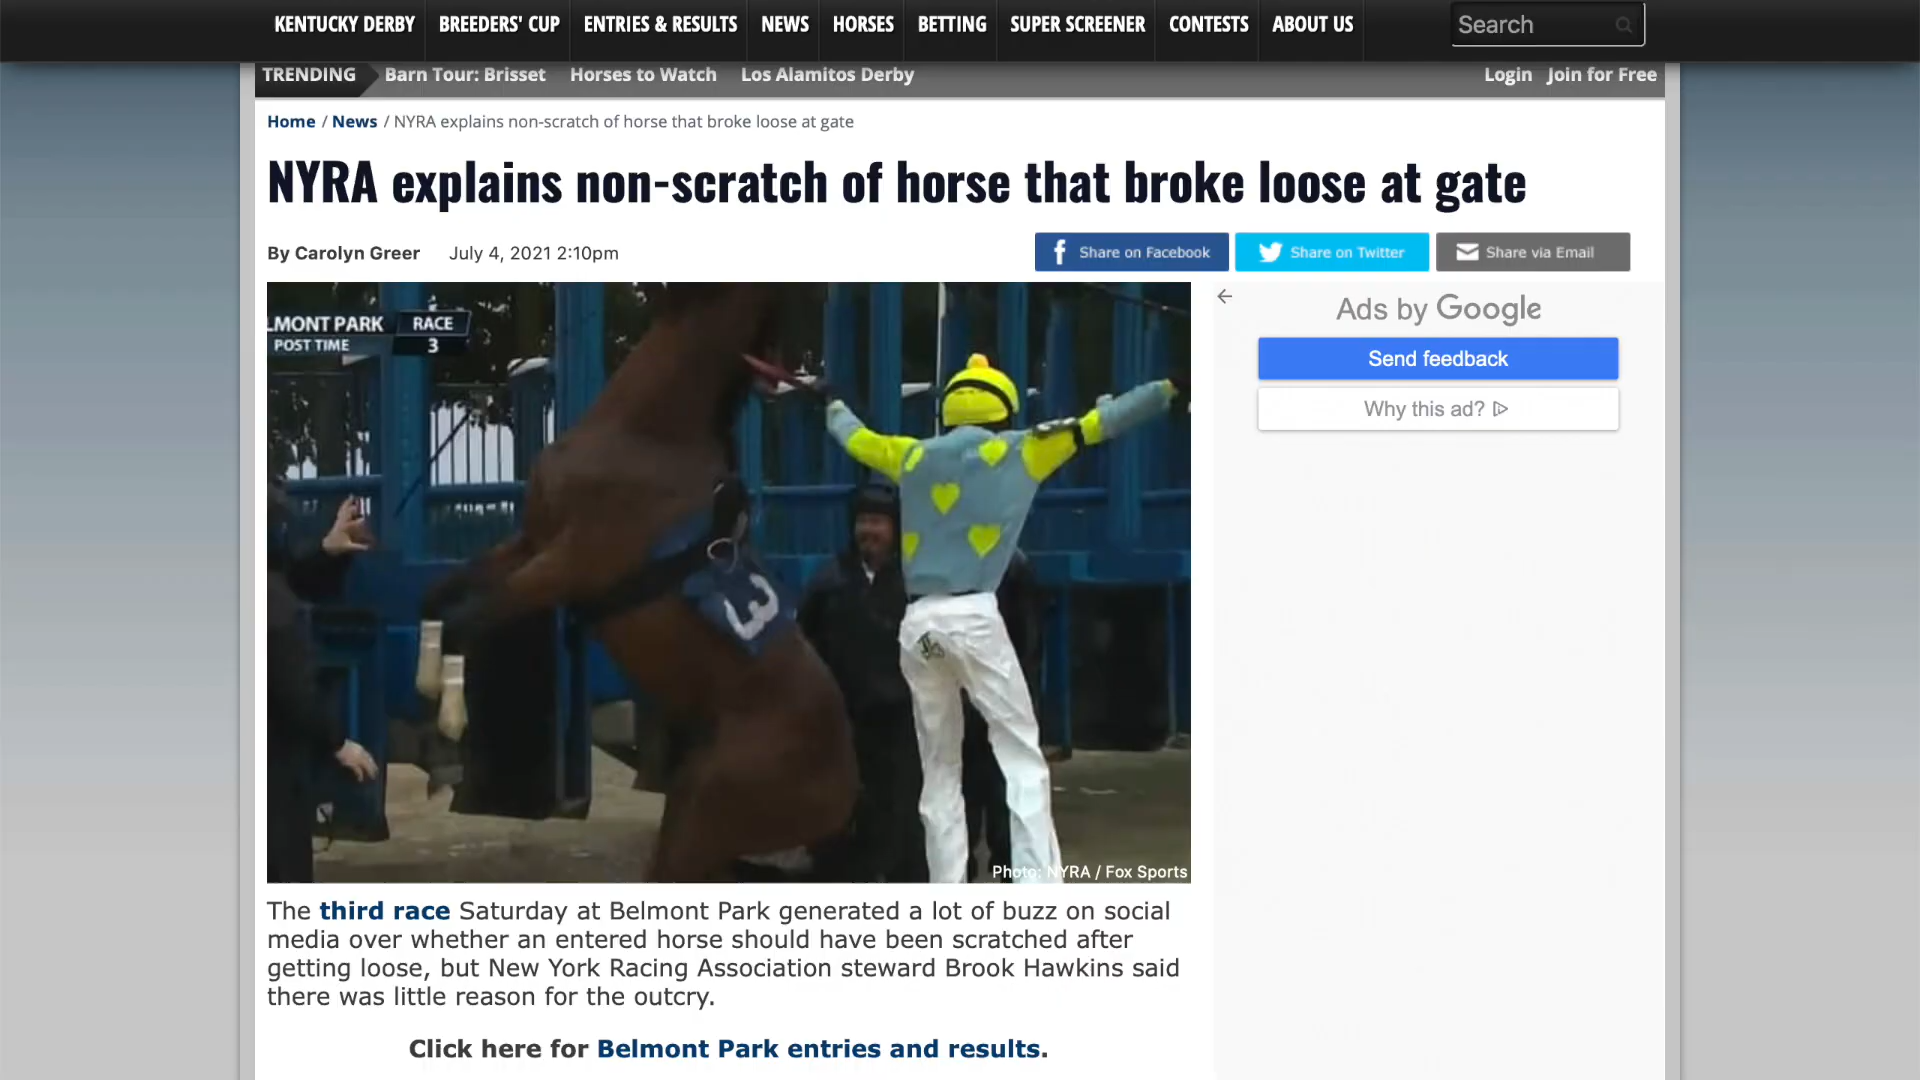 KENTUCKY DERBY BREEDERS' CUP ENTRIES & RESULTS NEWS HORSES BETTING SUPER SCREENER CONTESTS ABOUT US Search
TRENDING Barn Tour: Brisset Horses to Watch Los Alamitos Derby Login Join for Free
Home / News / NYRA explains non-scratch of horse that broke loose at gate
NYRA explains non-scratch of horse that broke loose at gate
By Carolyn Greer July 4, 2021 2:10pm
Share on Facebook Share on Twitter Share via Email
LMONT PARK RACE
POST TIME 3
3
Photo: NYRA / Fox Sports
Ads by Google
Send feedback
Why this ad?
The third race Saturday at Belmont Park generated a lot of buzz on social
media over whether an entered horse should have been scratched after
getting loose, but New York Racing Association steward Brook Hawkins said
there was little reason for the outcry.
Click here for Belmont Park entries and results.